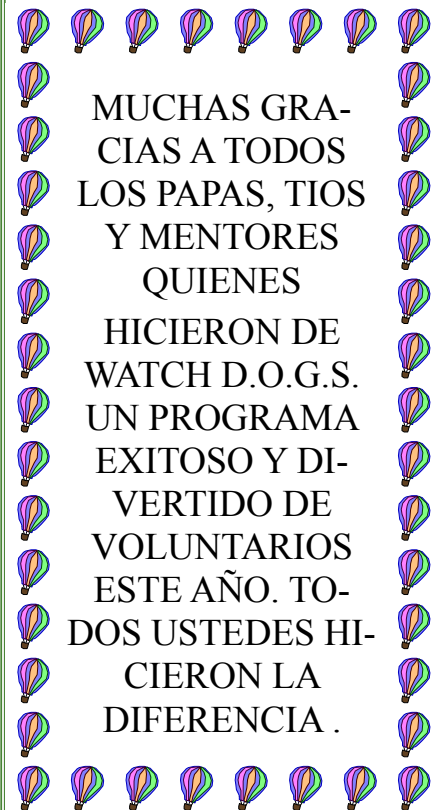 MUCHAS GRA-
CIAS A TODOS
LOS PAPAS, TIOS
Y MENTORES
QUIENES
HICIERON DE
WATCH D.O.G.S.
UN PROGRAMA
EXITOSO Y DI-
VERTIDO DE
VOLUNTARIOS
ESTE AÑO. TO-
DOS USTEDES HI-
CIERON LA
DIFERENCIA .